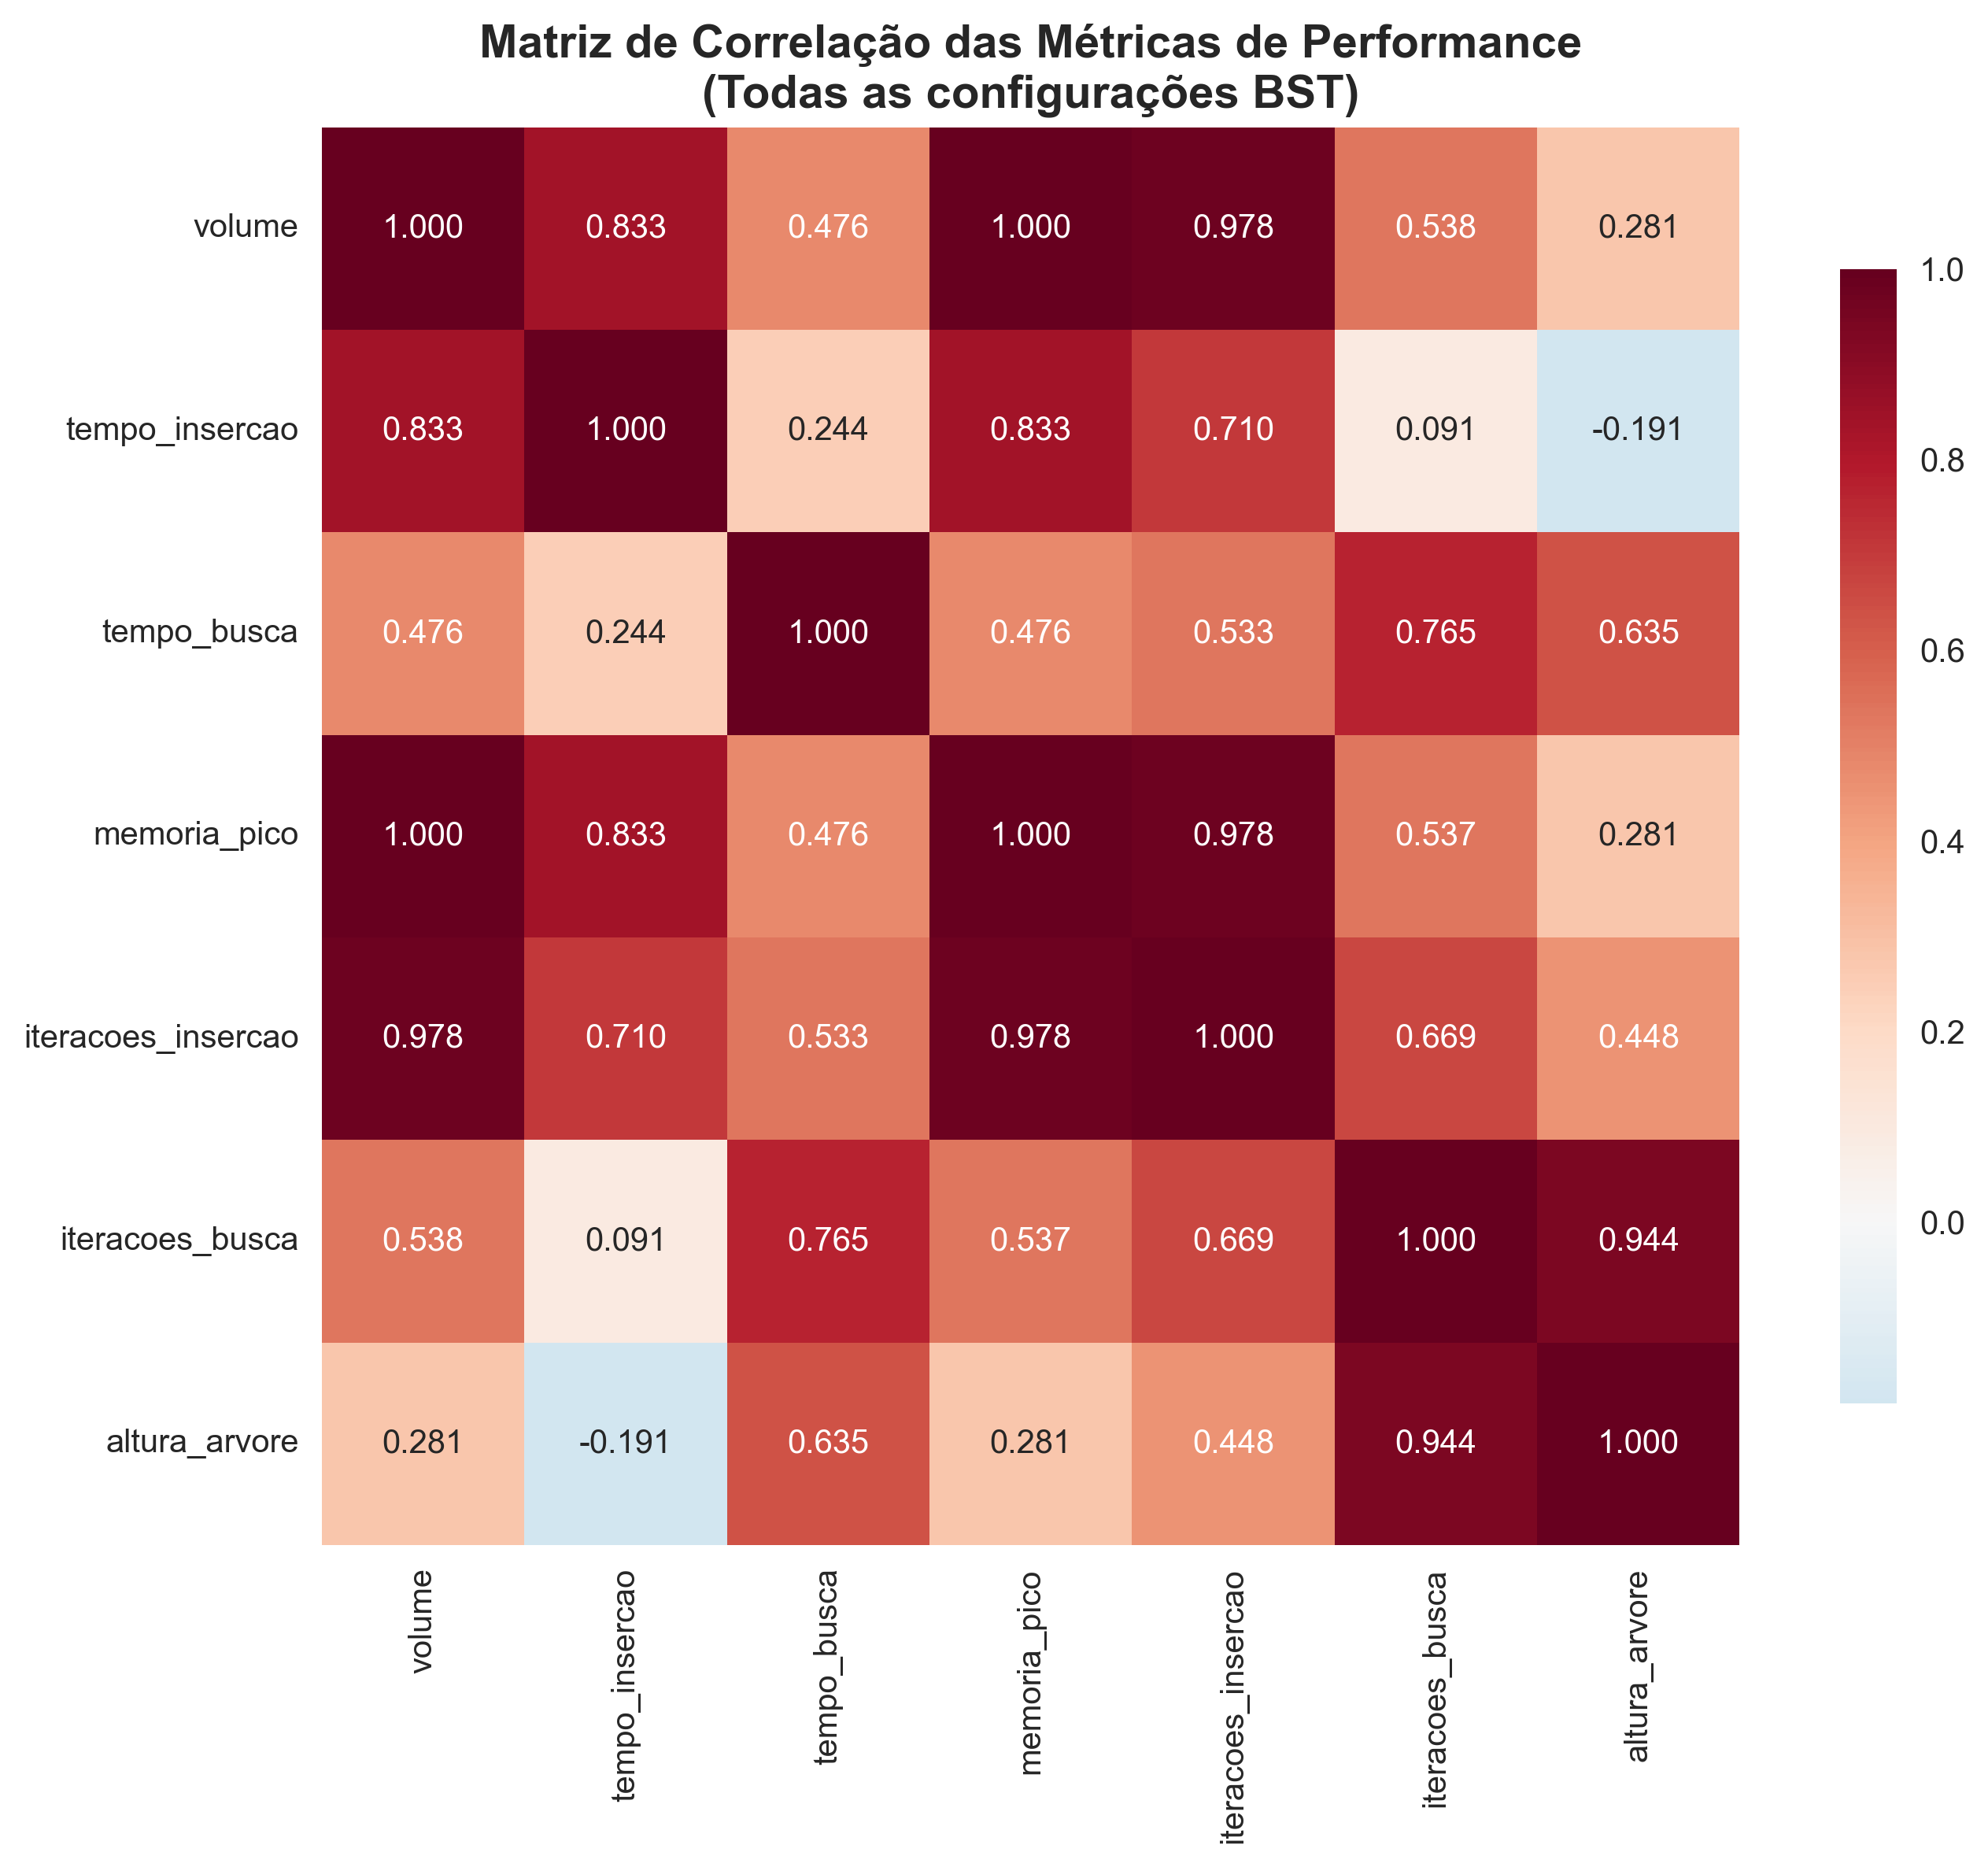 Matriz de Correlação das Métricas de Performance
(Todas as configurações BST)
volume 1.000 0.833 0.476 1.000 0.978 0.538 0.281
tempo_insercao 0.833 1.000 0.244 0.833 0.710 0.091 -0.191
tempo_busca 0.476 0.244 1.000 0.476 0.533 0.765 0.635
memoria_pico 1.000 0.833 0.476 1.000 0.978 0.537 0.281
iteracoes_insercao 0.978 0.710 0.533 0.978 1.000 0.669 0.448
iteracoes_busca 0.538 0.091 0.765 0.537 0.669 1.000 0.944
altura_arvore 0.281 -0.191 0.635 0.281 0.448 0.944 1.000
volume
tempo_insercao
tempo_busca
memoria_pico
iteracoes_insercao
iteracoes_busca
altura_arvore
1.0
0.8
0.6
0.4
0.2
0.0